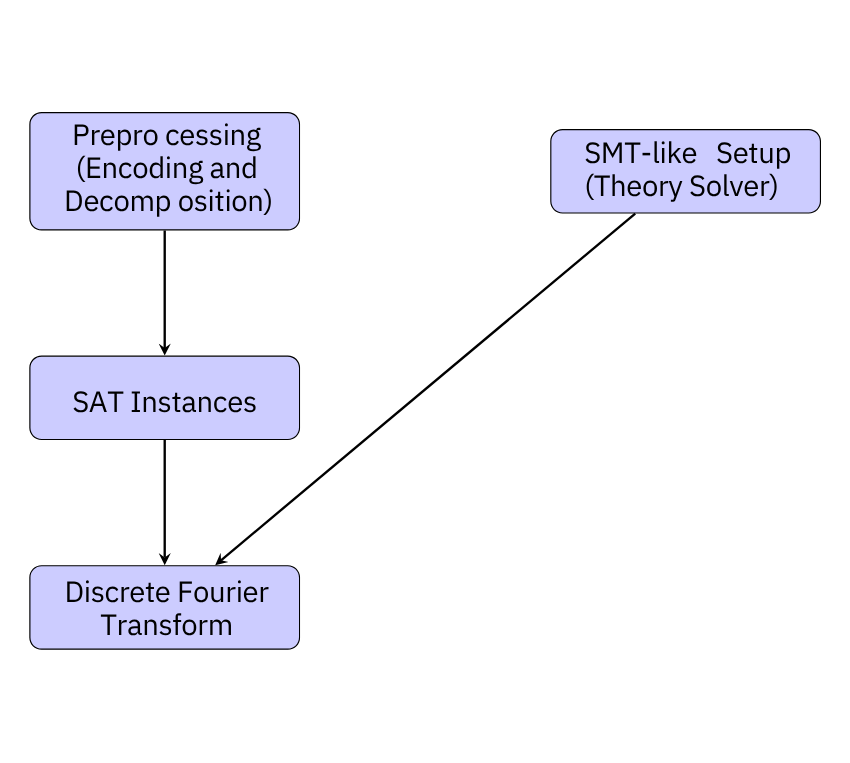 Prepro cessing
(Encoding and
Decomp osition)
SMT-like Setup
(Theory Solver)
SAT Instances
Discrete Fourier
Transform